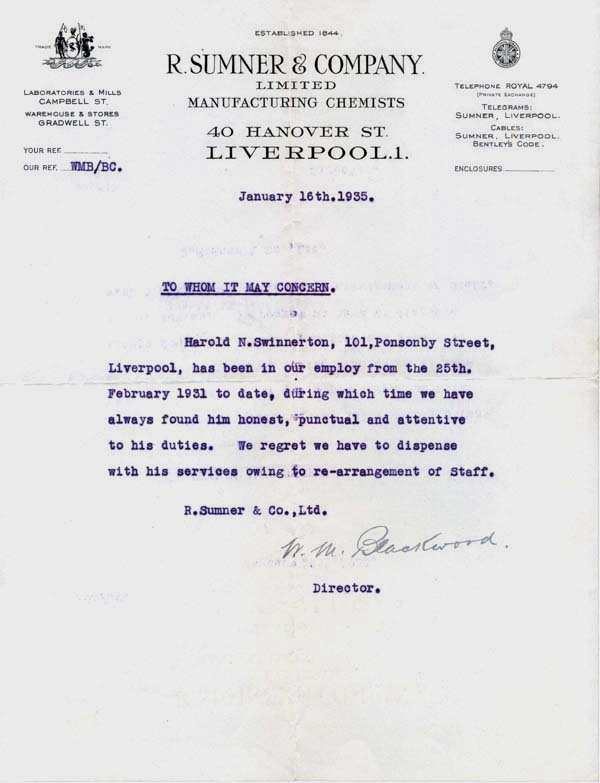 ESTABLISHED 1844.
TRADE MARK
R. SUMNER & COMPANY.
LIMITED
MANUFACTURING CHEMISTS
40 HANOVER ST.
LIVERPOOL.1.
LABORATORIES & MILLS
CAMPBELL ST.
WAREHOUSE & STORES
GRADWELL ST.
YOUR REF.
OUR REF. WMB/BC.
TELEPHONE ROYAL 4794
(PRIVATE EXCHANGE)
TELEGRAMS:
SUMNER, LIVERPOOL.
CABLES:
SUMNER, LIVERPOOL.
BENTLEY'S CODE.
ENCLOSURES
January 16th.1935.
TO WHOM IT MAY CONCERN.
Harold N.Swinnerton, 101,Ponsonby Street,
Liverpool, has been in our employ from the 25th.
February 1931 to date, during which time we have
always found him honest, punctual and attentive
to his duties. We regret we have to dispense
with his services owing to re-arrangement of Staff.
R.Sumner & Co.,Ltd.
W. M. Blackwood.
Director.